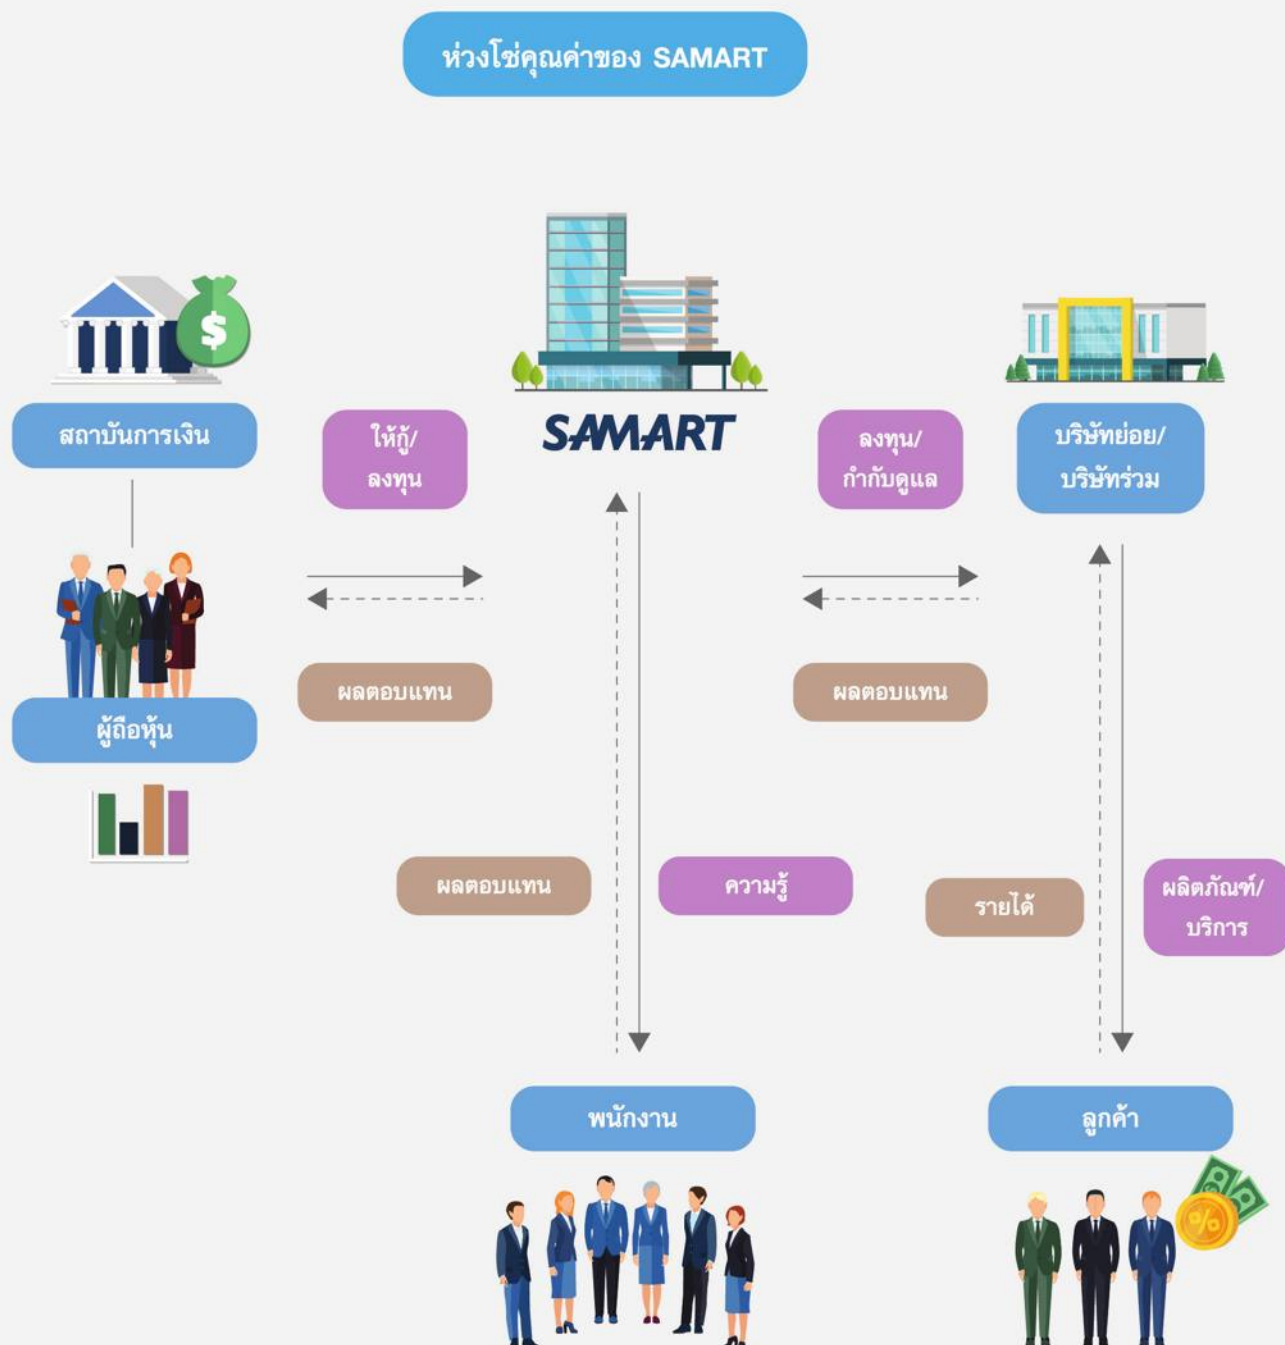 ห่วงโซ่คุณค่าของ SAMART
สถาบันการเงิน
ให้กู้/
ลงทุน
SAMART
ลงทุน/
กำกับดูแล
บริษัทย่อย/
บริษัทร่วม
ผลตอบแทน
ผลตอบแทน
ผู้ถือหุ้น
ผลตอบแทน
ความรู้
รายได้
ผลิตภัณฑ์/
บริการ
พนักงาน
ลูกค้า